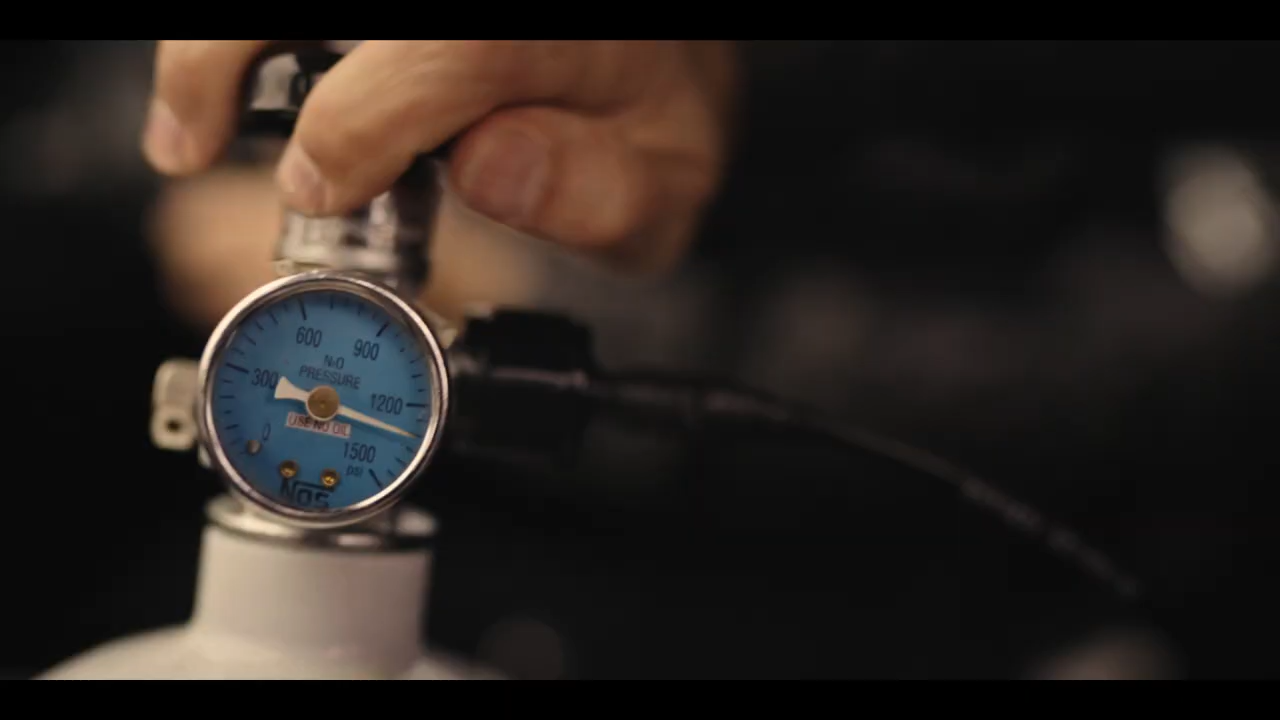 600 900
N₂O
PRESSURE
300 1200
USE NO OIL
0 1500
psi
NOS